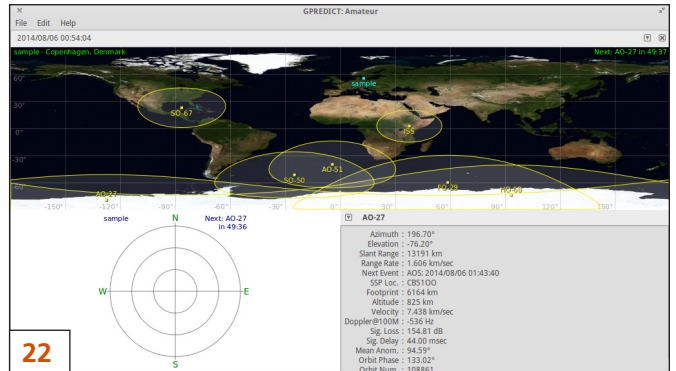 GPREDICT: Amateur
File Edit Help
2014/08/06 00:54:04
sample - Copenhagen, Denmark
Next: AO-27 in 49:37
60°
sample
30°
SO-67
ISS
0°
-30°
AO-51
SO-50
60°
FO-29
HO-68
AO-27
-150° -120° -90° -60° -30° 0° 30° 60° 90° 120° 150°
sample
N
Next: AO-27
in 49:36
W
E
S
AO-27
Azimuth : 196.70°
Elevation : -76.20°
Slant Range : 13191 km
Range Rate : 1.606 km/sec
Next Event : AOS: 2014/08/06 01:43:40
SSP Loc. : CB51OO
Footprint : 6164 km
Altitude : 825 km
Velocity : 7.438 km/sec
Doppler@100M : -536 Hz
Sig. Loss : 154.81 dB
Sig. Delay : 44.00 msec
Mean Anom. : 94.59°
Orbit Phase : 133.02°
Orbit Num. : 108861
22